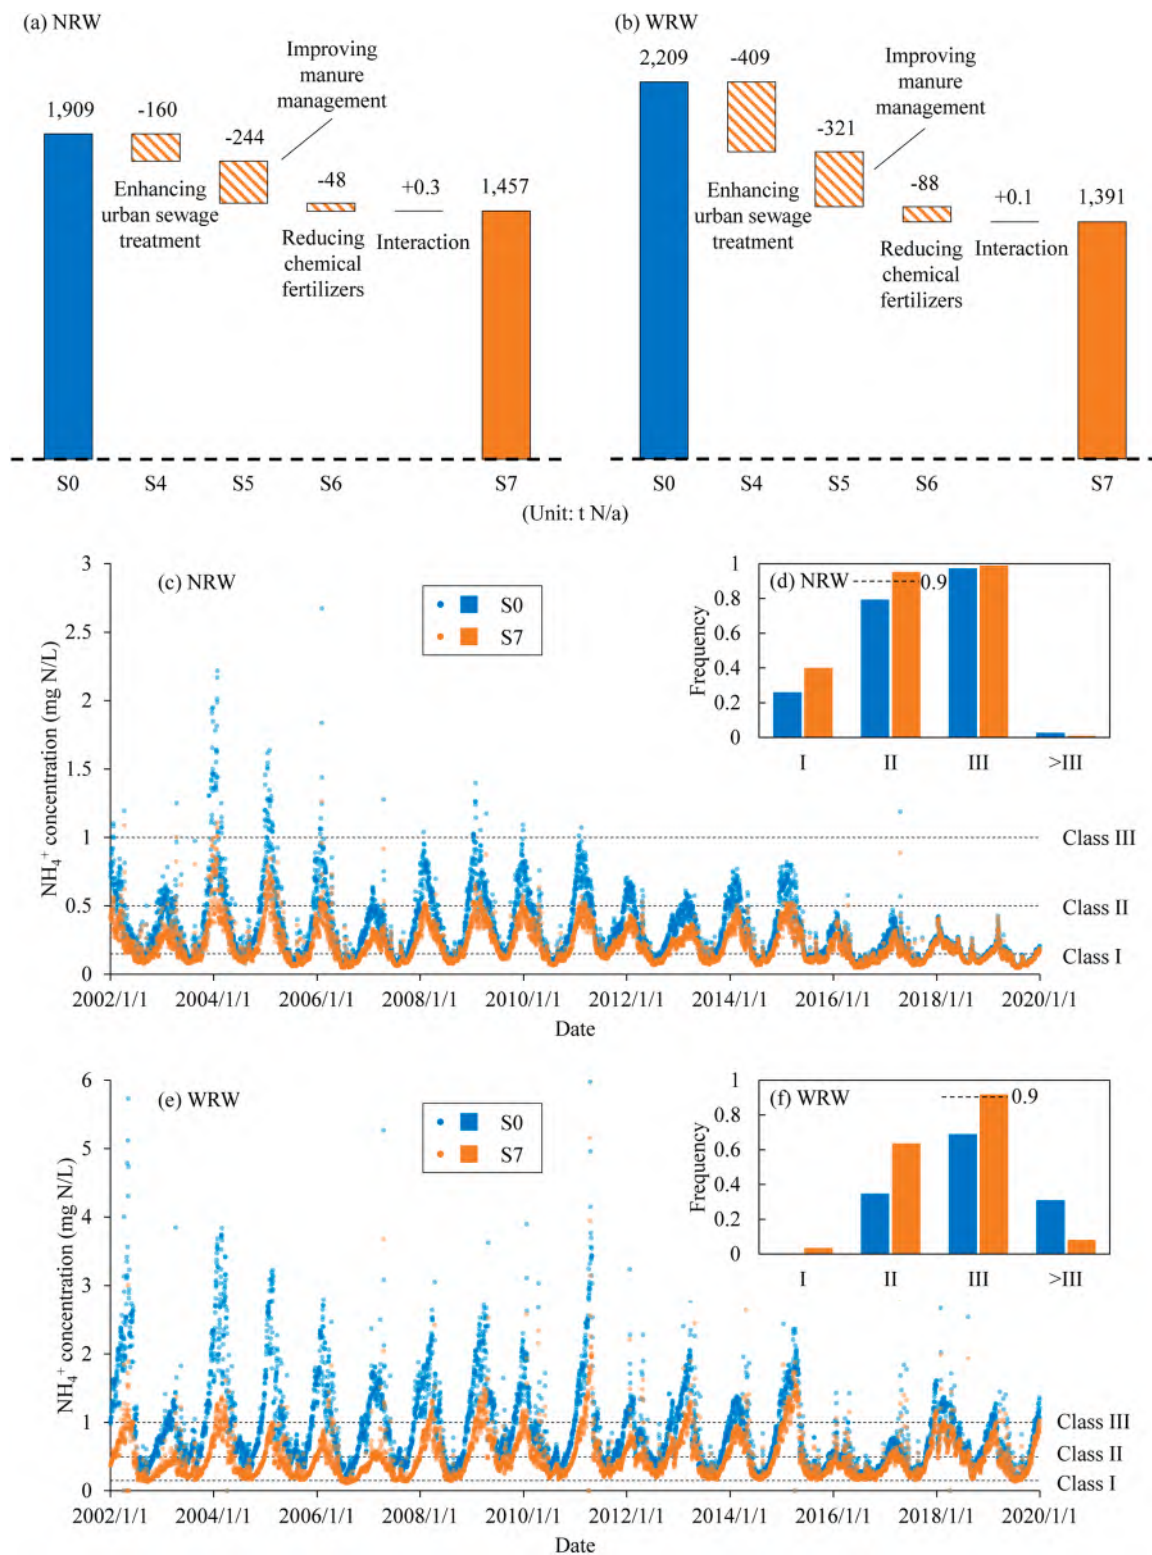 (a) NRW
1,909
-160
-244
-48
+0.3
1,457
Improving
manure
management
Enhancing
urban sewage
treatment
Reducing
chemical
fertilizers
Interaction
S0
S4
S5
S6
S7
(b) WRW
2,209
-409
-321
-88
+0.1
1,391
Improving
manure
management
Enhancing
urban sewage
treatment
Reducing
chemical
fertilizers
Interaction
S0
S4
S5
S6
S7
(Unit: t N/a)
(c) NRW
S0
S7
NH₄⁺ concentration (mg N/L)
3
2.5
2
1.5
1
0.5
0
Class III
Class II
Class I
2002/1/1
2004/1/1
2006/1/1
2008/1/1
2010/1/1
2012/1/1
2014/1/1
2016/1/1
2018/1/1
2020/1/1
Date
(d) NRW
0.9
Frequency
1
0.8
0.6
0.4
0.2
0
I
II
III
>III
(e) WRW
S0
S7
NH₄⁺ concentration (mg N/L)
6
5
4
3
2
1
0
Class III
Class II
Class I
2002/1/1
2004/1/1
2006/1/1
2008/1/1
2010/1/1
2012/1/1
2014/1/1
2016/1/1
2018/1/1
2020/1/1
Date
(f) WRW
0.9
Frequency
1
0.8
0.6
0.4
0.2
0
I
II
III
>III